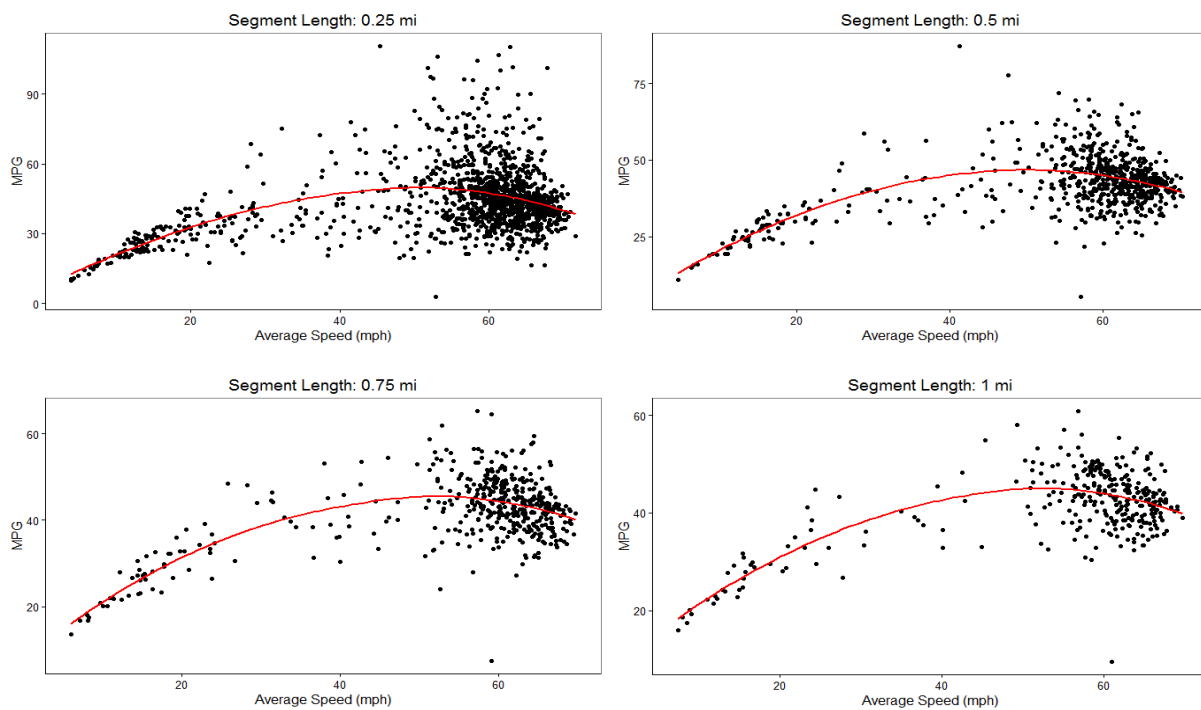 Segment Length: 0.25 mi
MPG
90
60
30
0
20
40
60
Average Speed (mph)
Segment Length: 0.5 mi
MPG
75
50
25
20
40
60
Average Speed (mph)
Segment Length: 0.75 mi
MPG
60
40
20
20
40
60
Average Speed (mph)
Segment Length: 1 mi
MPG
60
40
20
20
40
60
Average Speed (mph)